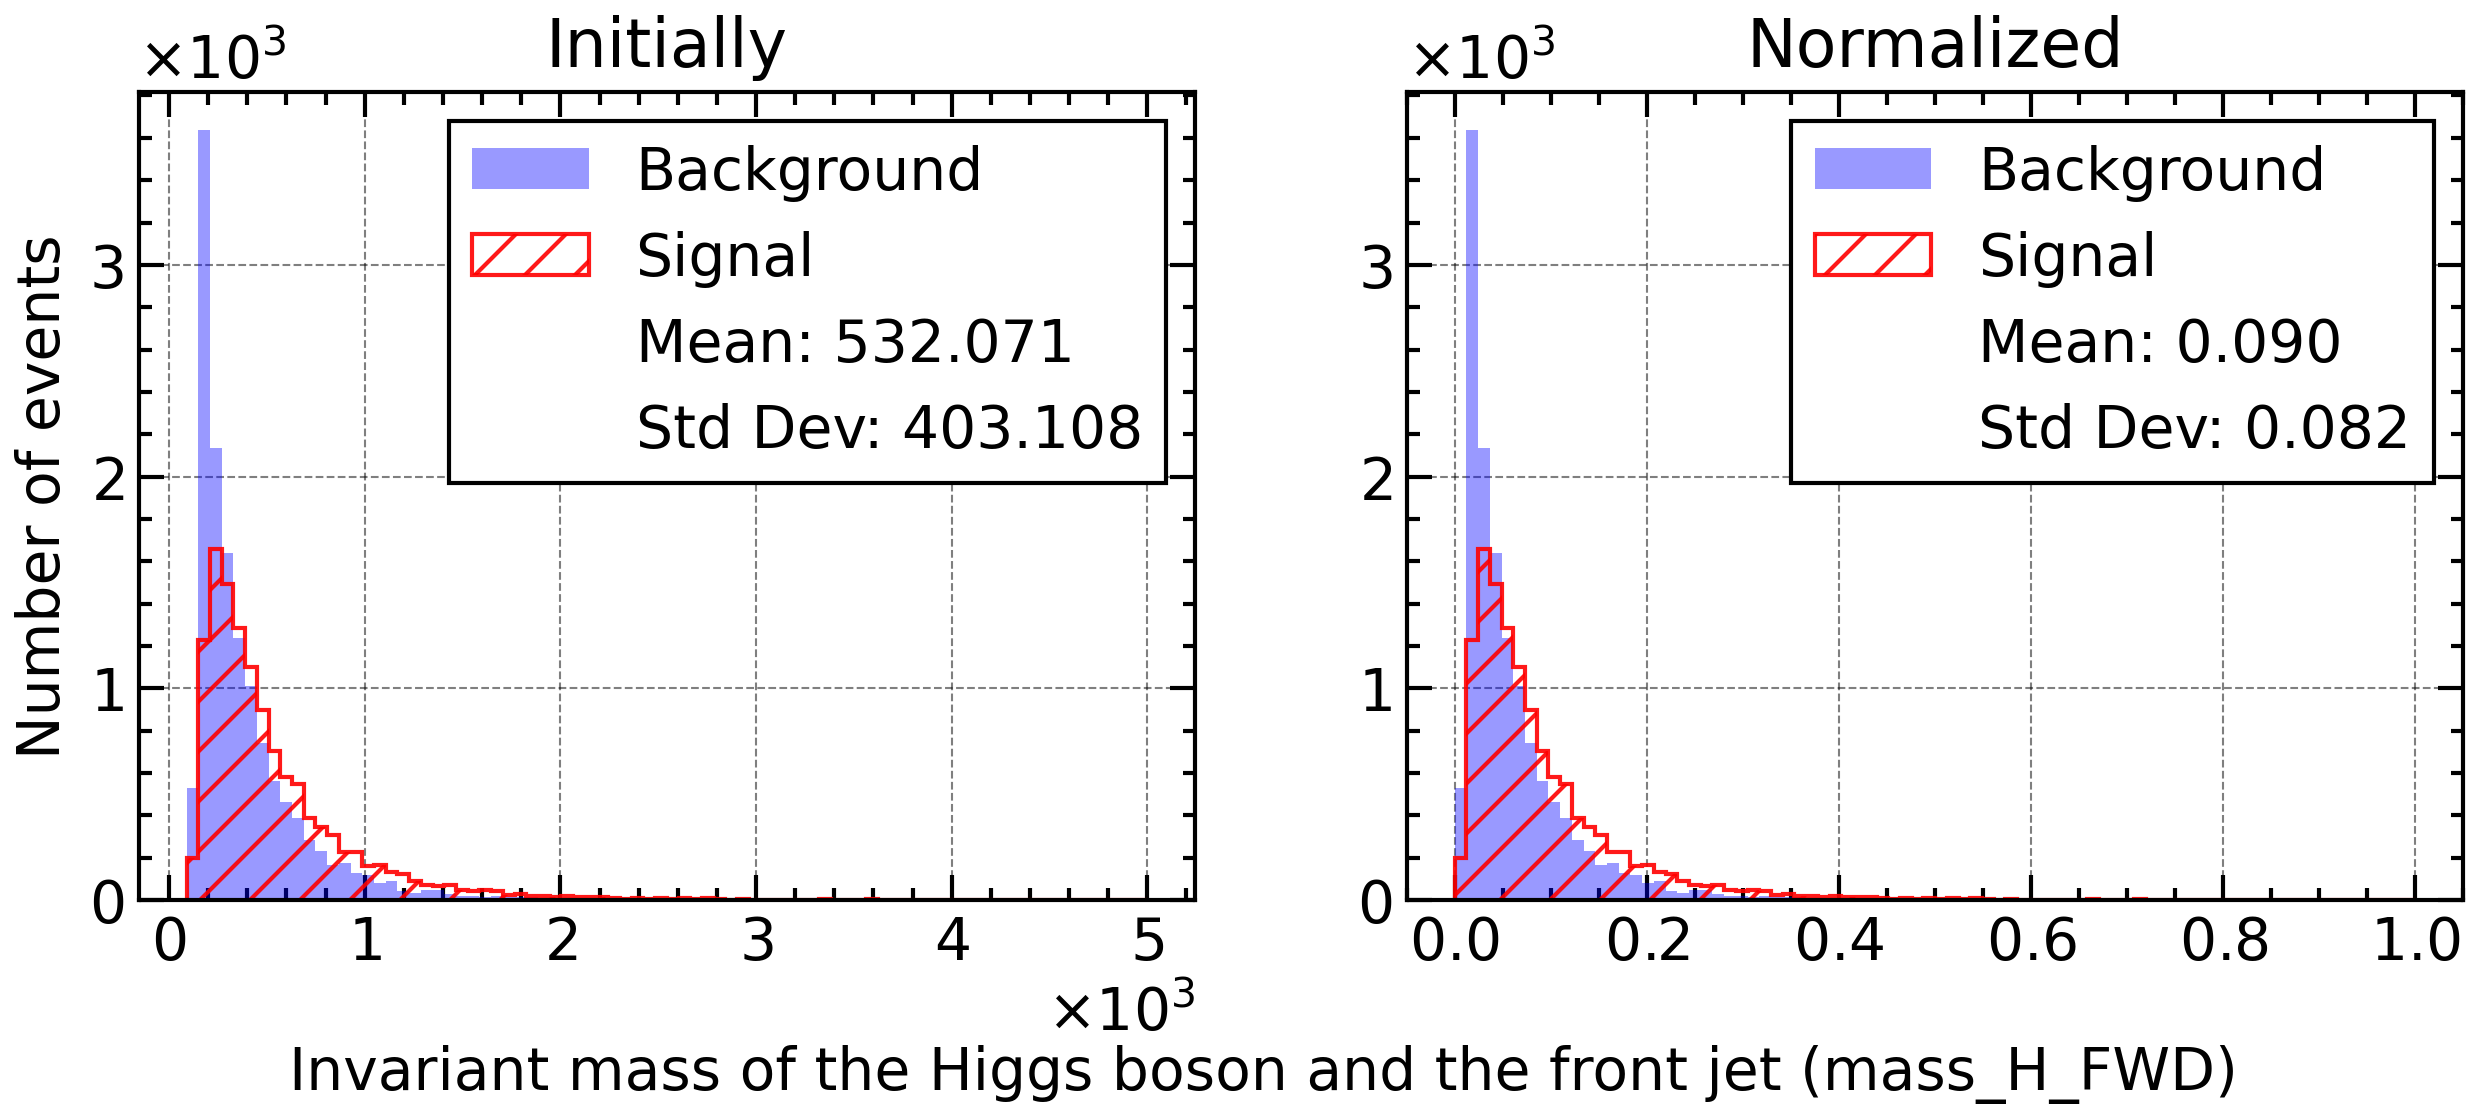 Initially
×10³
Number of events
3
2
1
0
Background
Signal
Mean: 532.071
Std Dev: 403.108
0 1 2 3 4 5
×10³
Normalized
×10³
3
2
1
0
Background
Signal
Mean: 0.090
Std Dev: 0.082
0.0 0.2 0.4 0.6 0.8 1.0
Invariant mass of the Higgs boson and the front jet (mass_H_FWD)